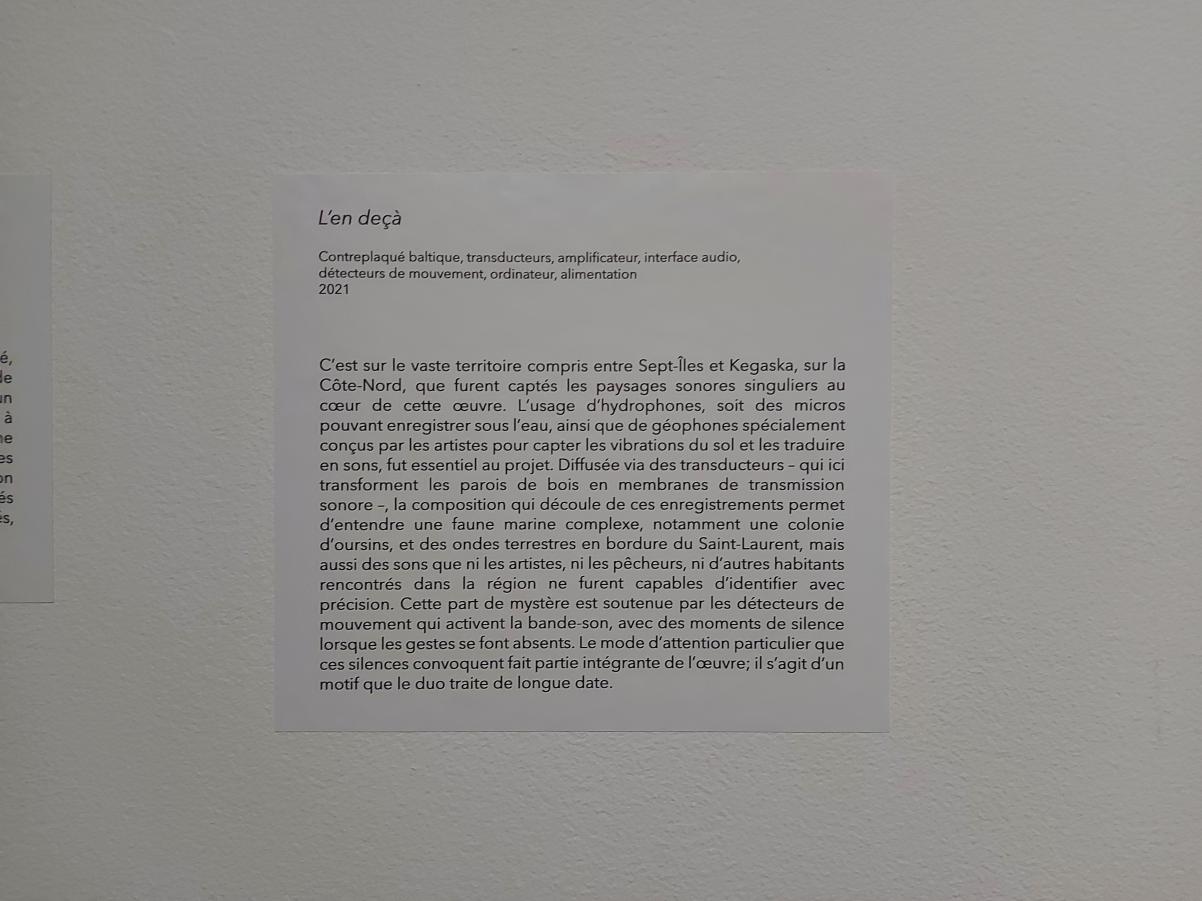 L'en deçà
Contreplaqué baltique, transducteurs, amplificateur, interface audio,
détecteurs de mouvement, ordinateur, alimentation
2021
C'est sur le vaste territoire compris entre Sept-Îles et Kegaska, sur la
Côte-Nord, que furent captés les paysages sonores singuliers au
cœur de cette œuvre. L'usage d'hydrophones, soit des micros
pouvant enregistrer sous l'eau, ainsi que de géophones spécialement
conçus par les artistes pour capter les vibrations du sol et les traduire
en sons, fut essentiel au projet. Diffusée via des transducteurs – qui ici
transforment les parois de bois en membranes de transmission
sonore –, la composition qui découle de ces enregistrements permet
d'entendre une faune marine complexe, notamment une colonie
d'oursins, et des ondes terrestres en bordure du Saint-Laurent, mais
aussi des sons que ni les artistes, ni les pêcheurs, ni d'autres habitants
rencontrés dans la région ne furent capables d'identifier avec
précision. Cette part de mystère est soutenue par les détecteurs de
mouvement qui activent la bande-son, avec des moments de silence
lorsque les gestes se font absents. Le mode d'attention particulier que
ces silences convoquent fait partie intégrante de l'œuvre; il s'agit d'un
motif que le duo traite de longue date.